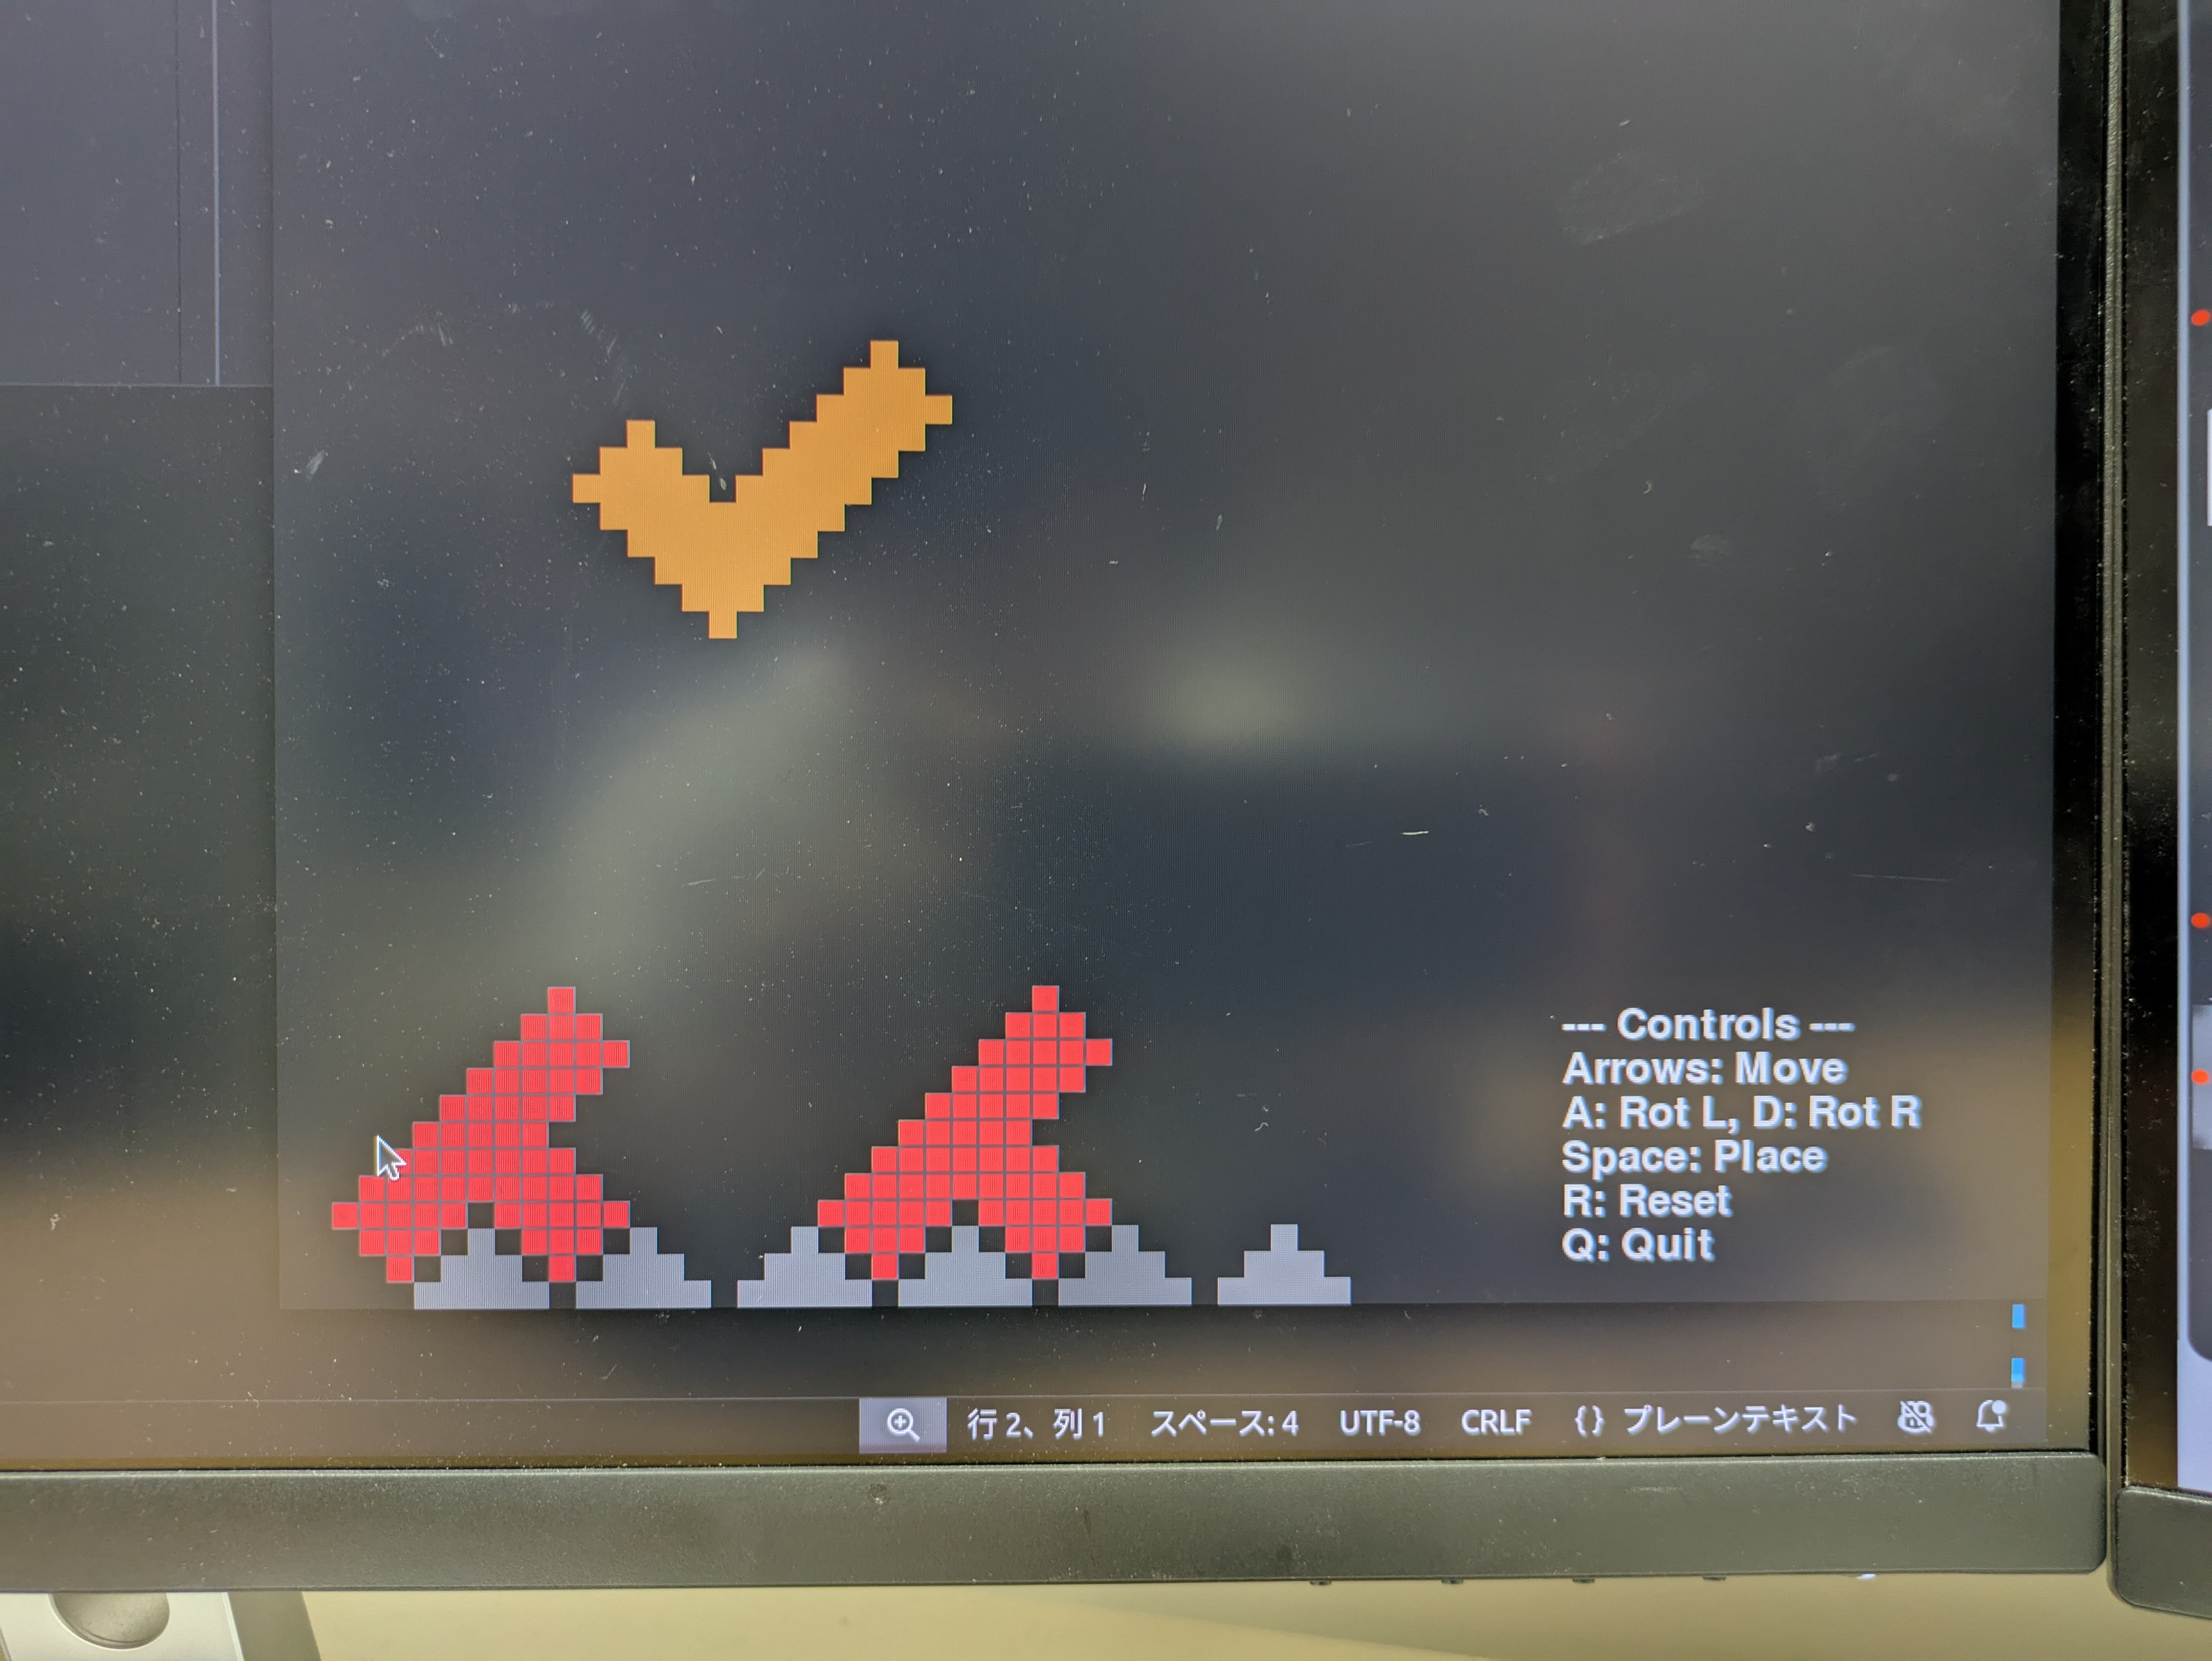 --- Controls ---
Arrows: Move
A: Rot L, D: Rot R
Space: Place
R: Reset
Q: Quit
行 2、列 1 スペース: 4 UTF-8 CRLF {} プレーンテキスト